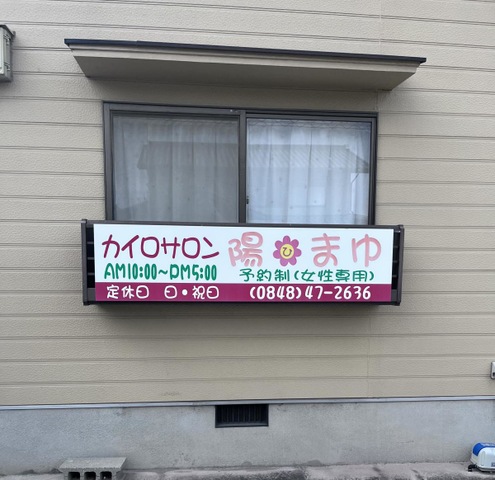 カイロサロン 陽 ひ まゆ
AM10:00~PM5:00 予約制(女性専用)
定休日 日・祝日 (0848)47-2636